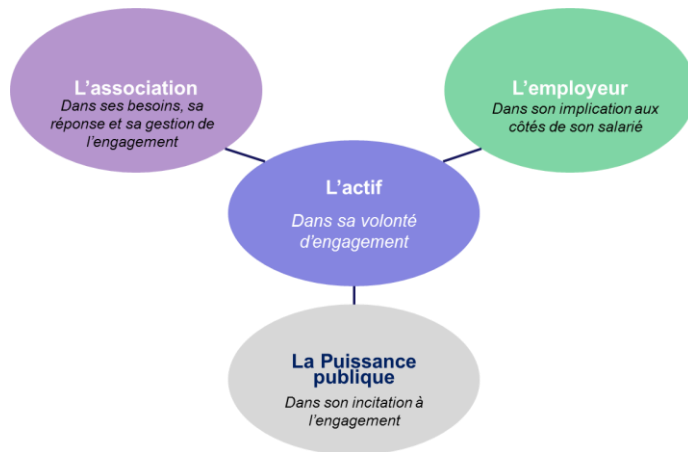 L'association
Dans ses besoins, sa
réponse et sa gestion de
l'engagement
L'employeur
Dans son implication aux
côtés de son salarié
L'actif
Dans sa volonté
d'engagement
La Puissance
publique
Dans son incitation à
l'engagement